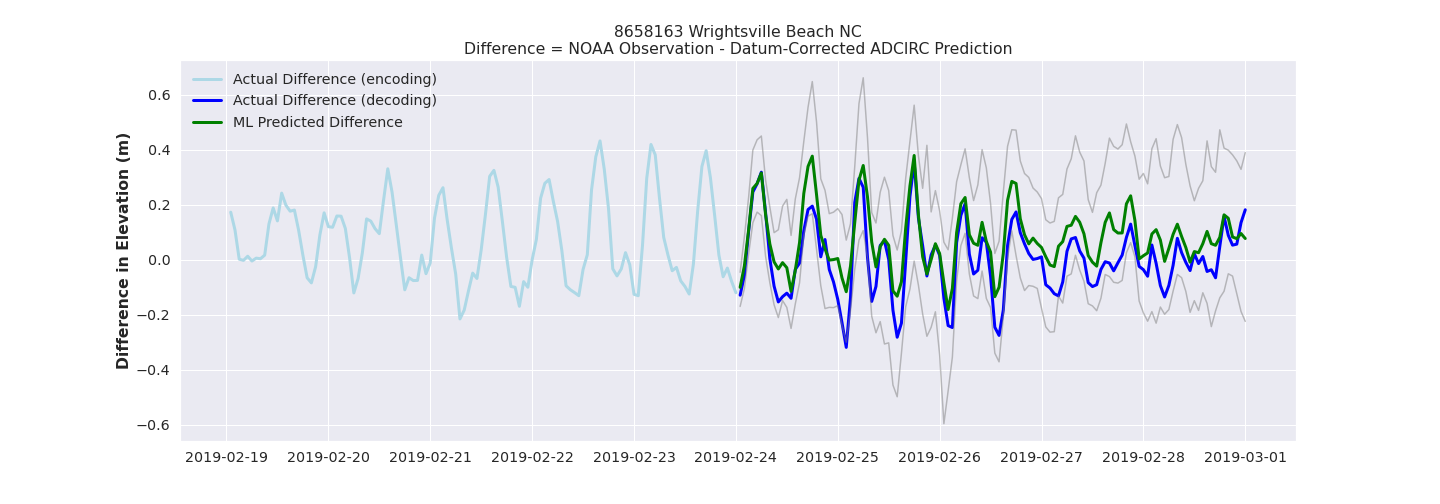 8658163 Wrightsville Beach NC
Difference = NOAA Observation - Datum-Corrected ADCIRC Prediction
Actual Difference (encoding)
Actual Difference (decoding)
ML Predicted Difference
Difference in Elevation (m)
0.6
0.4
0.2
0.0
−0.2
−0.4
−0.6
2019-02-19 2019-02-20 2019-02-21 2019-02-22 2019-02-23 2019-02-24 2019-02-25 2019-02-26 2019-02-27 2019-02-28 2019-03-01